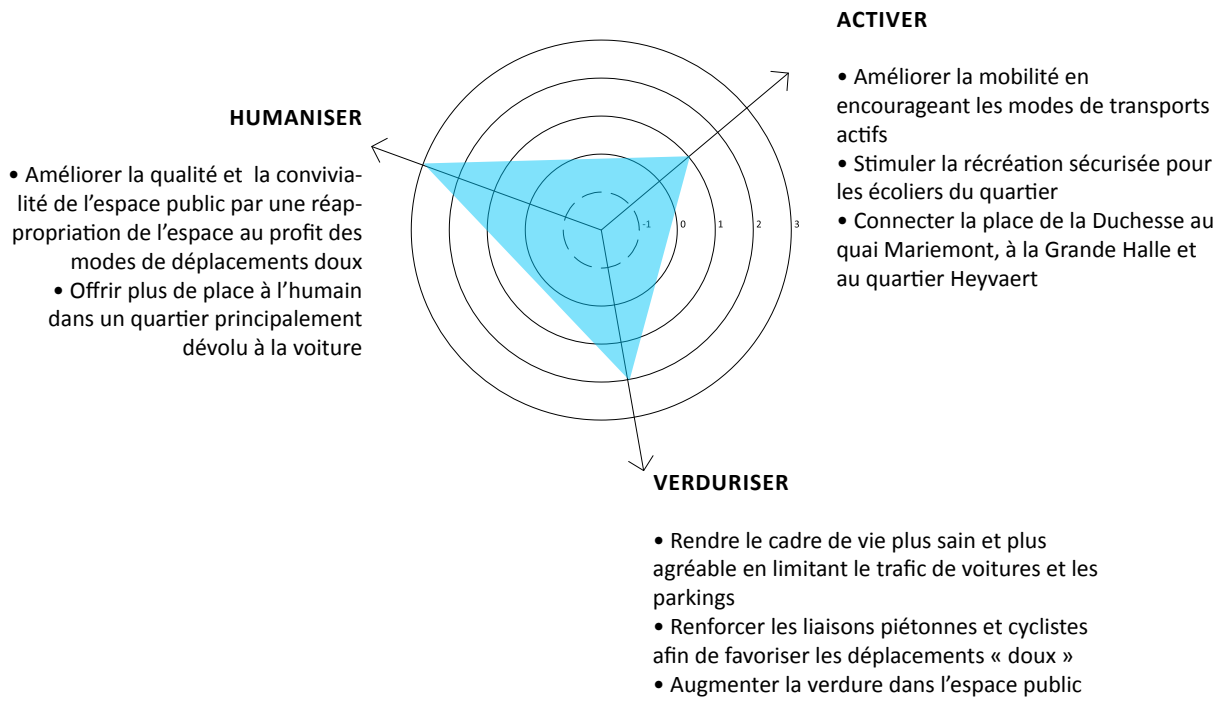 ACTIVER
• Améliorer la mobilité en
encourageant les modes de transports
actifs
• Stimuler la récréation sécurisée pour
les écoliers du quartier
• Connecter la place de la Duchesse au
quai Mariemont, à la Grande Halle et
au quartier Heyvaert
HUMANISER
• Améliorer la qualité et  la convivia-
lité de l’espace public par une réap-
propriation de l’espace au profit des
modes de déplacements doux
• Offrir plus de place à l’humain
dans un quartier principalement
dévolu à la voiture
-1 0 1 2 3
VERDURISER
• Rendre le cadre de vie plus sain et plus
agréable en limitant le trafic de voitures et les
parkings
• Renforcer les liaisons piétonnes et cyclistes
afin de favoriser les déplacements « doux »
• Augmenter la verdure dans l’espace public